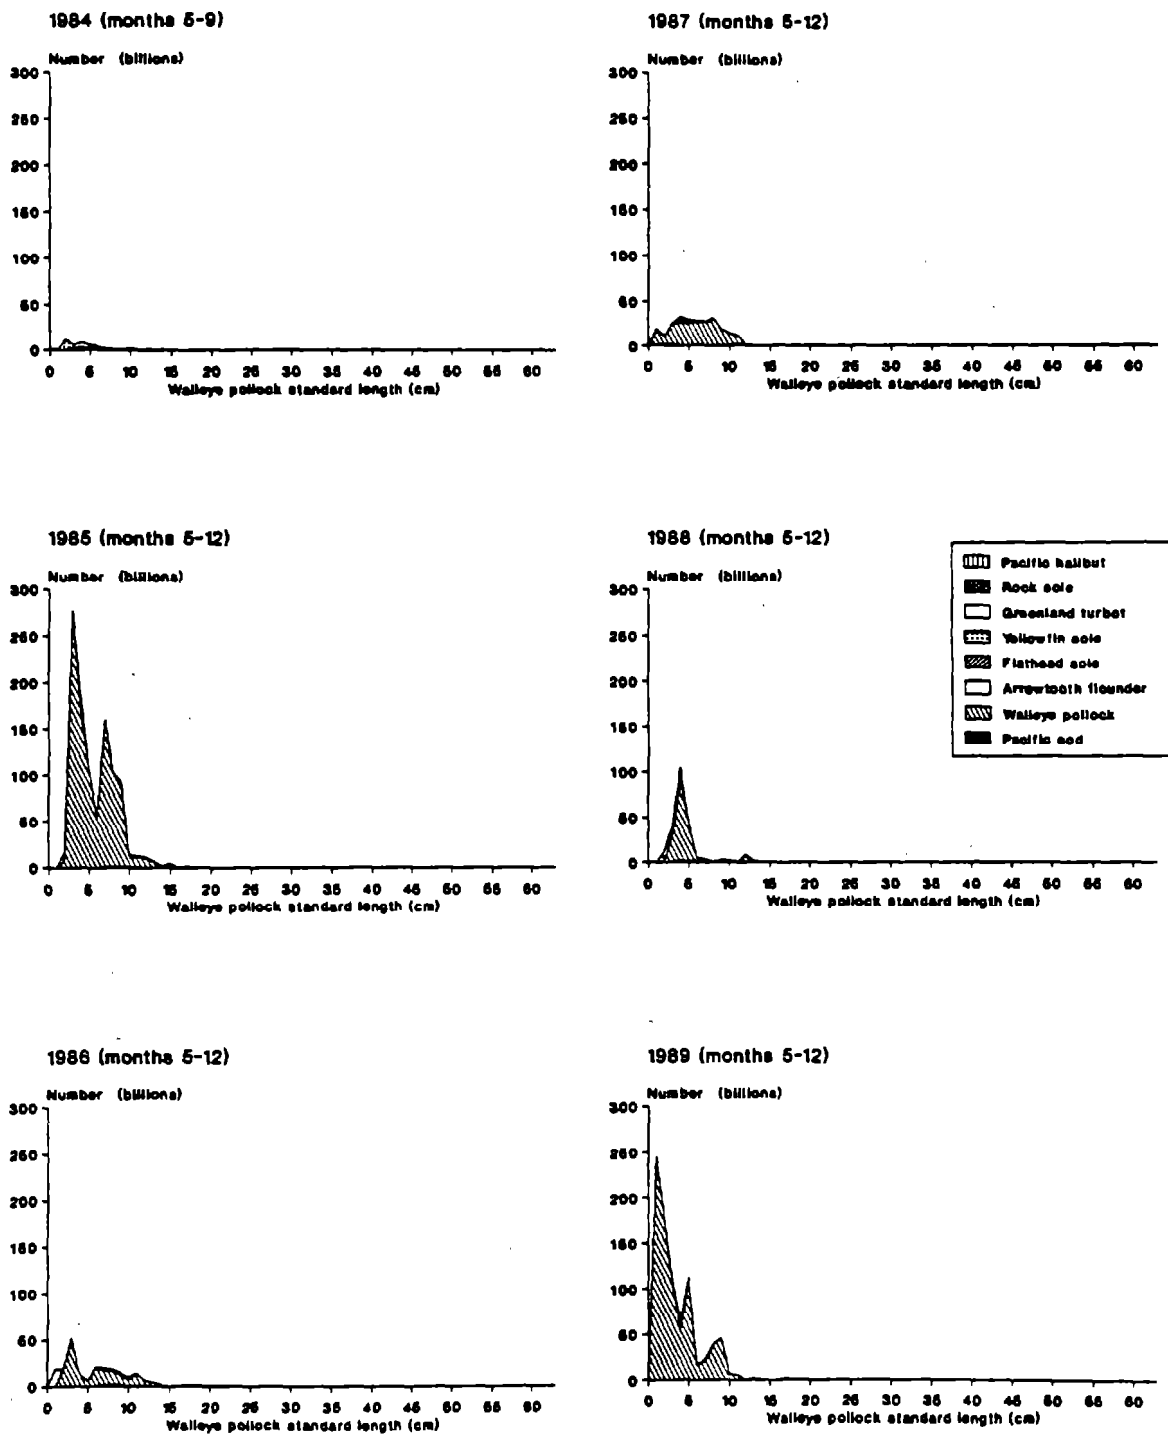 1984 (months 5-9)
Number (billions)
300
250
200
150
100
50
0
0 5 10 15 20 25 30 35 40 45 50 55 60
Walleye pollock standard length (cm)
1987 (months 5-12)
Number (billions)
300
250
200
150
100
50
0
0 5 10 15 20 25 30 35 40 45 50 55 60
Walleye pollock standard length (cm)
1985 (months 5-12)
Number (billions)
300
250
200
150
100
50
0
0 5 10 15 20 25 30 35 40 45 50 55 60
Walleye pollock standard length (cm)
1988 (months 5-12)
Number (billions)
300
250
200
150
100
50
0
0 5 10 15 20 25 30 35 40 45 50 55 60
Walleye pollock standard length (cm)
Pacific halibut
Rock sole
Greenland turbot
Yellowfin sole
Flathead sole
Arrowtooth flounder
Walleye pollock
Pacific cod
1986 (months 5-12)
Number (billions)
300
250
200
150
100
50
0
0 5 10 15 20 25 30 35 40 45 50 55 60
Walleye pollock standard length (cm)
1989 (months 5-12)
Number (billions)
300
250
200
150
100
50
0
0 5 10 15 20 25 30 35 40 45 50 55 60
Walleye pollock standard length (cm)